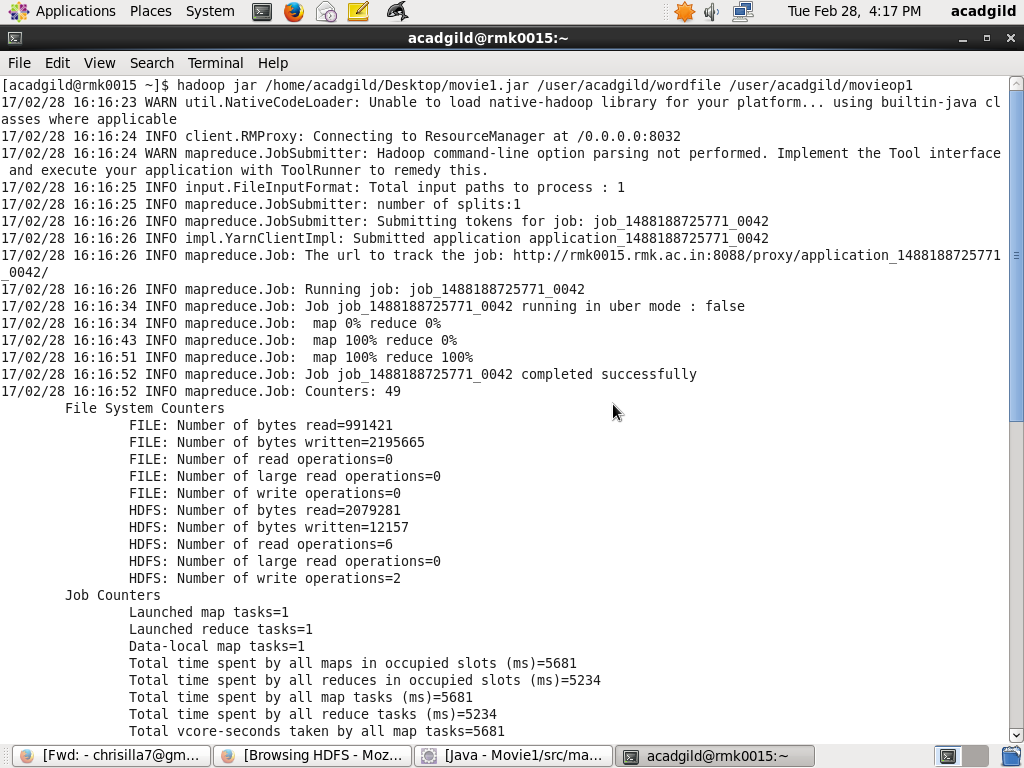 Applications Places System Tue Feb 28, 4:17 PM acadgild
acadgild@rmk0015:~
File Edit View Search Terminal Help
[acadgild@rmk0015 ~]$ hadoop jar /home/acadgild/Desktop/movie1.jar /user/acadgild/wordfile /user/acadgild/movieop1
17/02/28 16:16:23 WARN util.NativeCodeLoader: Unable to load native-hadoop library for your platform... using builtin-java cl
asses where applicable
17/02/28 16:16:24 INFO client.RMProxy: Connecting to ResourceManager at /0.0.0.0:8032
17/02/28 16:16:24 WARN mapreduce.JobSubmitter: Hadoop command-line option parsing not performed. Implement the Tool interface
 and execute your application with ToolRunner to remedy this.
17/02/28 16:16:25 INFO input.FileInputFormat: Total input paths to process : 1
17/02/28 16:16:25 INFO mapreduce.JobSubmitter: number of splits:1
17/02/28 16:16:26 INFO mapreduce.JobSubmitter: Submitting tokens for job: job_1488188725771_0042
17/02/28 16:16:26 INFO impl.YarnClientImpl: Submitted application application_1488188725771_0042
17/02/28 16:16:26 INFO mapreduce.Job: The url to track the job: http://rmk0015.rmk.ac.in:8088/proxy/application_1488188725771
_0042/
17/02/28 16:16:26 INFO mapreduce.Job: Running job: job_1488188725771_0042
17/02/28 16:16:34 INFO mapreduce.Job: Job job_1488188725771_0042 running in uber mode : false
17/02/28 16:16:34 INFO mapreduce.Job:  map 0% reduce 0%
17/02/28 16:16:43 INFO mapreduce.Job:  map 100% reduce 0%
17/02/28 16:16:51 INFO mapreduce.Job:  map 100% reduce 100%
17/02/28 16:16:52 INFO mapreduce.Job: Job job_1488188725771_0042 completed successfully
17/02/28 16:16:52 INFO mapreduce.Job: Counters: 49
File System Counters
FILE: Number of bytes read=991421
FILE: Number of bytes written=2195665
FILE: Number of read operations=0
FILE: Number of large read operations=0
FILE: Number of write operations=0
HDFS: Number of bytes read=2079281
HDFS: Number of bytes written=12157
HDFS: Number of read operations=6
HDFS: Number of large read operations=0
HDFS: Number of write operations=2
Job Counters
Launched map tasks=1
Launched reduce tasks=1
Data-local map tasks=1
Total time spent by all maps in occupied slots (ms)=5681
Total time spent by all reduces in occupied slots (ms)=5234
Total time spent by all map tasks (ms)=5681
Total time spent by all reduce tasks (ms)=5234
Total vcore-seconds taken by all map tasks=5681
[Fwd: - chrisilla7@gm... [Browsing HDFS - Moz... [Java - Movie1/src/ma... acadgild@rmk0015:~